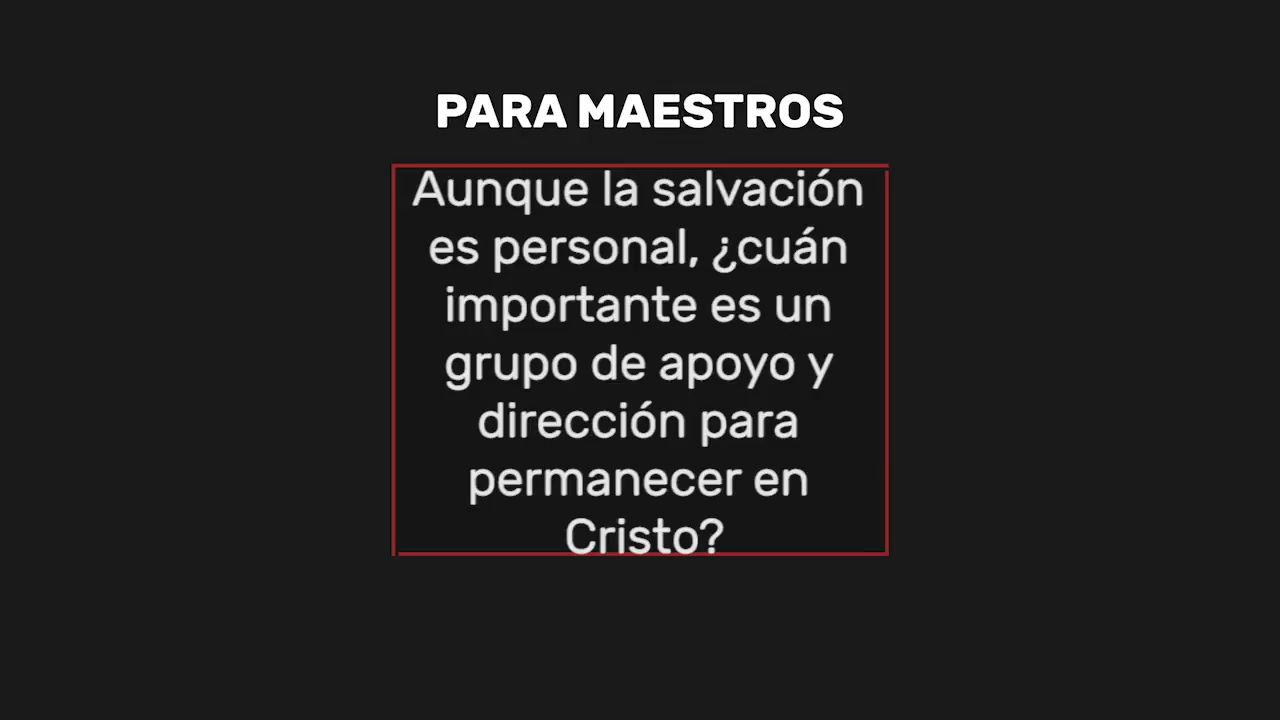 PARA MAESTROS
Aunque la salvación
es personal, ¿cuán
importante es un
grupo de apoyo y
dirección para
permanecer en
Cristo?